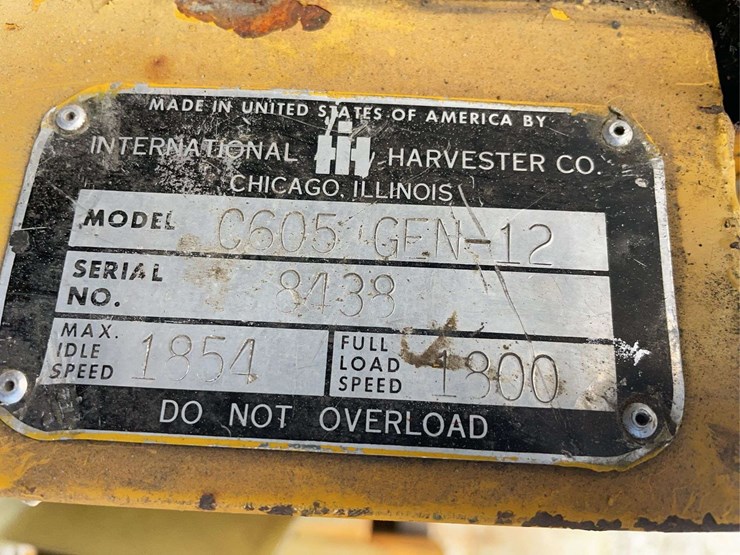 MADE IN UNITED STATES OF AMERICA BY
INTERNATIONAL IH HARVESTER CO.
CHICAGO, ILLINOIS
MODEL C605 GEN-12
SERIAL NO. 8438
MAX. IDLE SPEED 1854 FULL LOAD SPEED 1800
DO NOT OVERLOAD